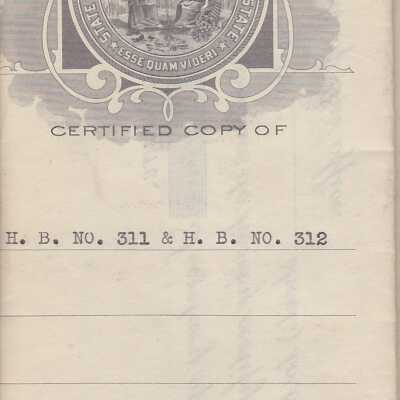 STATE
STATE
★ ESSE QUAM VIDERI ★
CERTIFIED COPY OF
H. B. NO. 311 & H. B. NO. 312